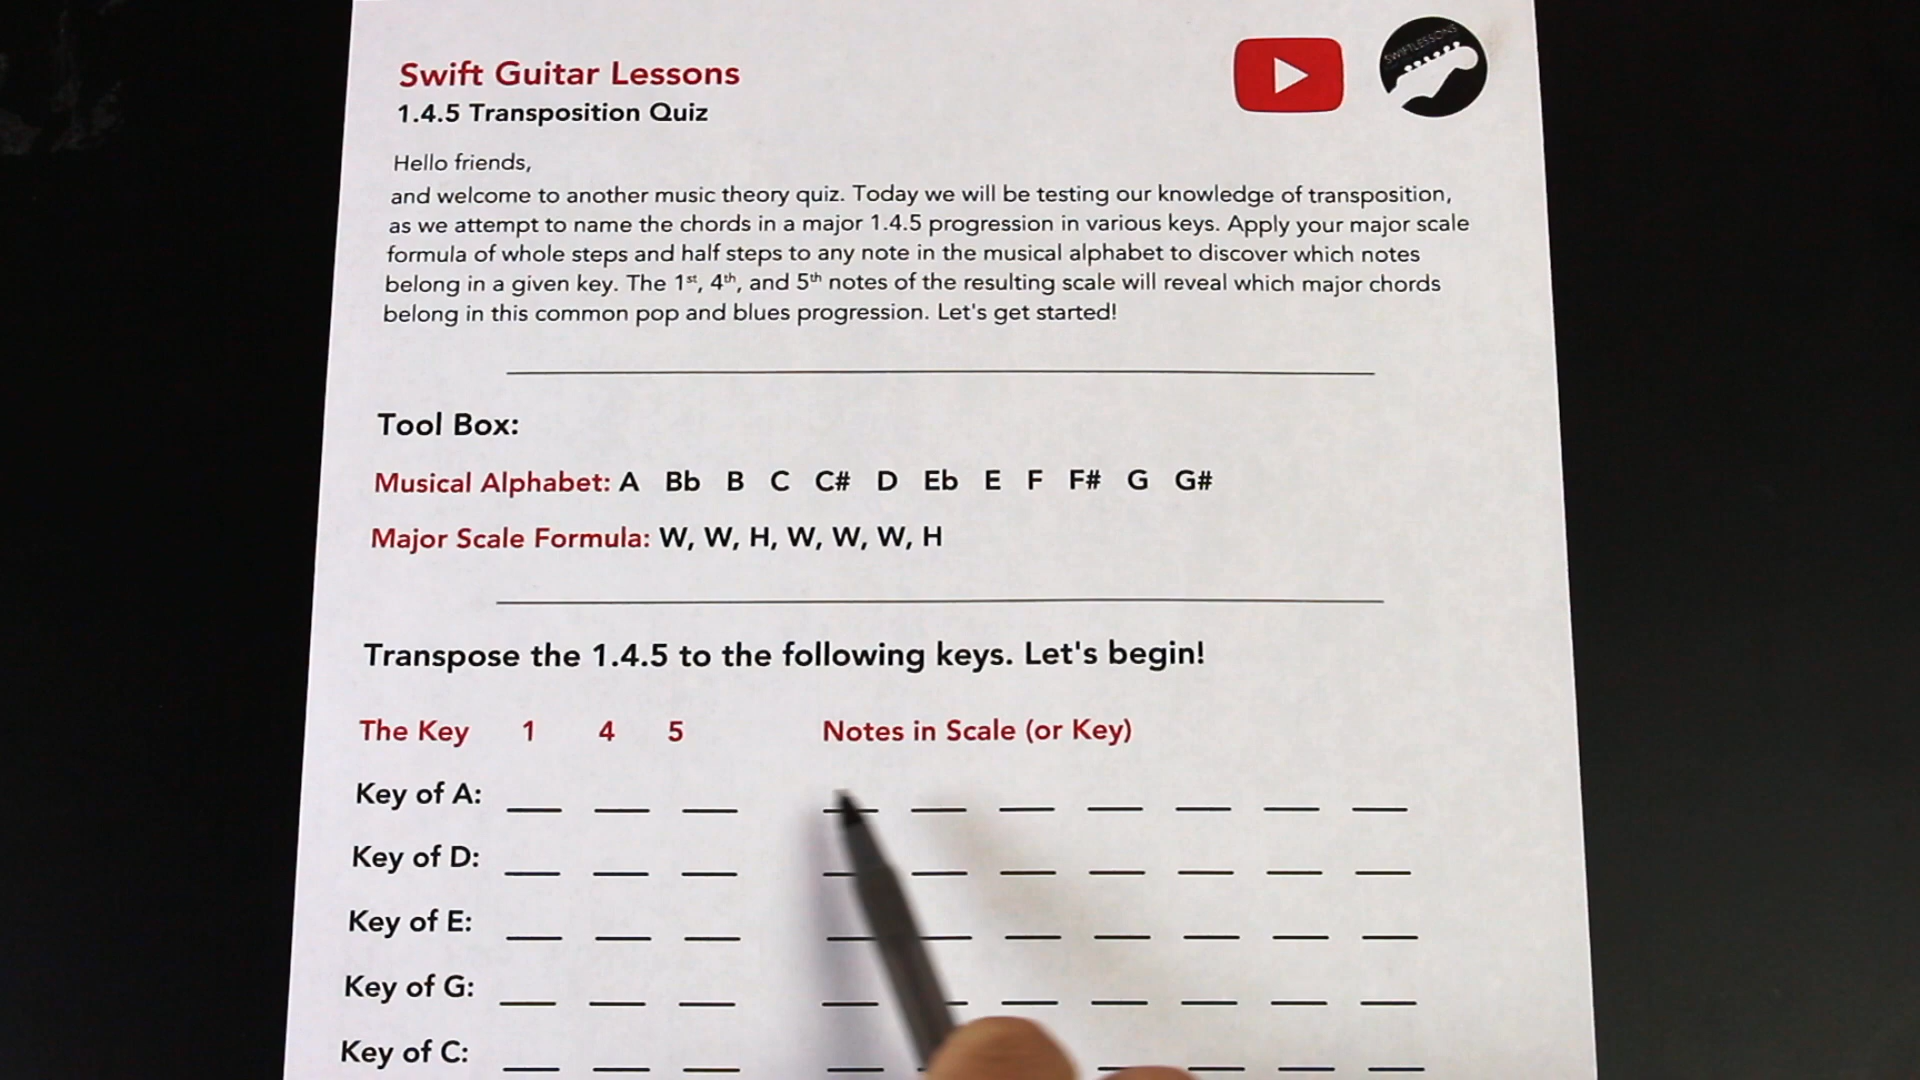 Swift Guitar Lessons
SWIFTLESSONS
1.4.5 Transposition Quiz
Hello friends,
and welcome to another music theory quiz. Today we will be testing our knowledge of transposition,
as we attempt to name the chords in a major 1.4.5 progression in various keys. Apply your major scale
formula of whole steps and half steps to any note in the musical alphabet to discover which notes
belong in a given key. The 1st, 4th, and 5th notes of the resulting scale will reveal which major chords
belong in this common pop and blues progression. Let's get started!
Tool Box:
Musical Alphabet: A Bb B C C# D Eb E F F# G G#
Major Scale Formula: W, W, H, W, W, W, H
Transpose the 1.4.5 to the following keys. Let's begin!
The Key 1 4 5 Notes in Scale (or Key)
Key of A:
Key of D:
Key of E:
Key of G:
Key of C: